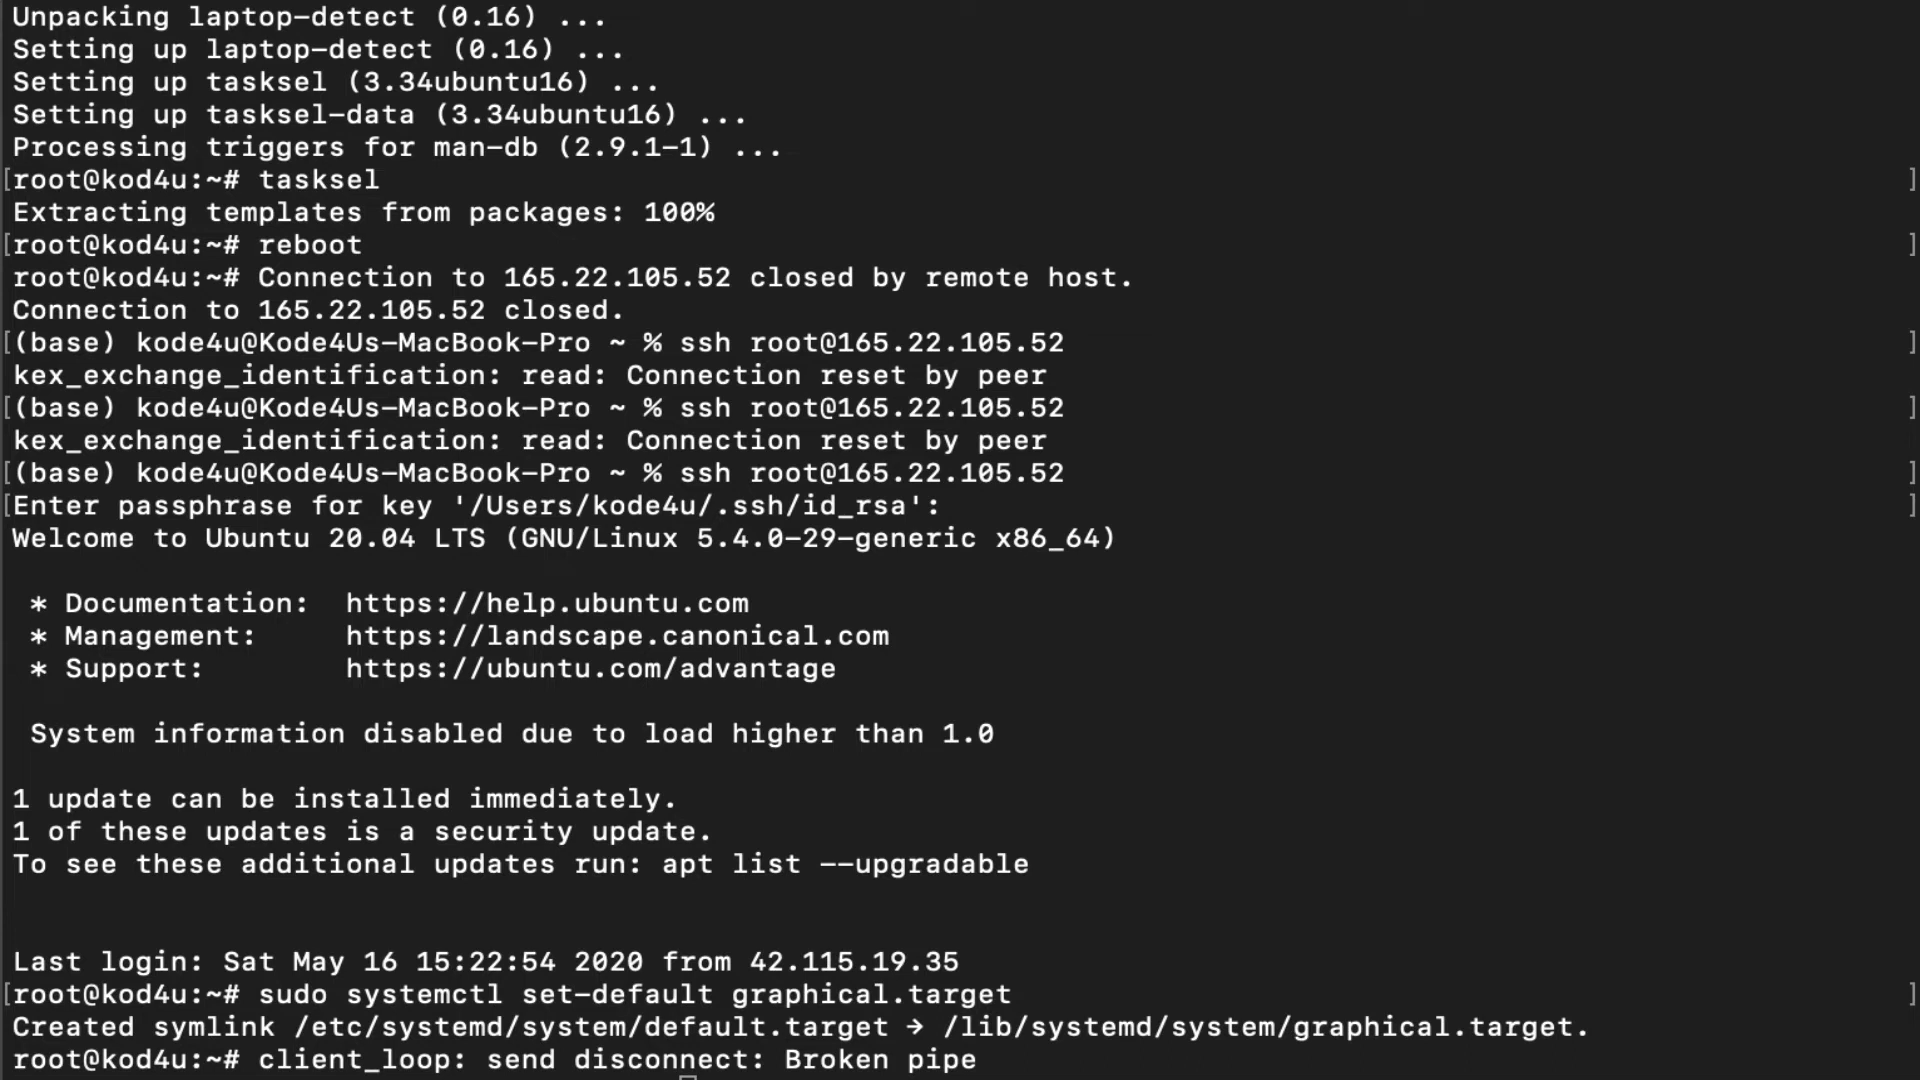 Unpacking laptop-detect (0.16) ...
Setting up laptop-detect (0.16) ...
Setting up tasksel (3.34ubuntu16) ...
Setting up tasksel-data (3.34ubuntu16) ...
Processing triggers for man-db (2.9.1-1) ...
[root@kod4u:~# tasksel ]
Extracting templates from packages: 100%
[root@kod4u:~# reboot ]
root@kod4u:~# Connection to 165.22.105.52 closed by remote host.
Connection to 165.22.105.52 closed.
[(base) kode4u@Kode4Us-MacBook-Pro ~ % ssh root@165.22.105.52 ]
kex_exchange_identification: read: Connection reset by peer
[(base) kode4u@Kode4Us-MacBook-Pro ~ % ssh root@165.22.105.52 ]
kex_exchange_identification: read: Connection reset by peer
[(base) kode4u@Kode4Us-MacBook-Pro ~ % ssh root@165.22.105.52 ]
[Enter passphrase for key '/Users/kode4u/.ssh/id_rsa': ]
Welcome to Ubuntu 20.04 LTS (GNU/Linux 5.4.0-29-generic x86_64)
* Documentation: https://help.ubuntu.com
* Management: https://landscape.canonical.com
* Support: https://ubuntu.com/advantage
System information disabled due to load higher than 1.0
1 update can be installed immediately.
1 of these updates is a security update.
To see these additional updates run: apt list --upgradable
Last login: Sat May 16 15:22:54 2020 from 42.115.19.35
[root@kod4u:~# sudo systemctl set-default graphical.target ]
Created symlink /etc/systemd/system/default.target → /lib/systemd/system/graphical.target.
root@kod4u:~# client_loop: send disconnect: Broken pipe